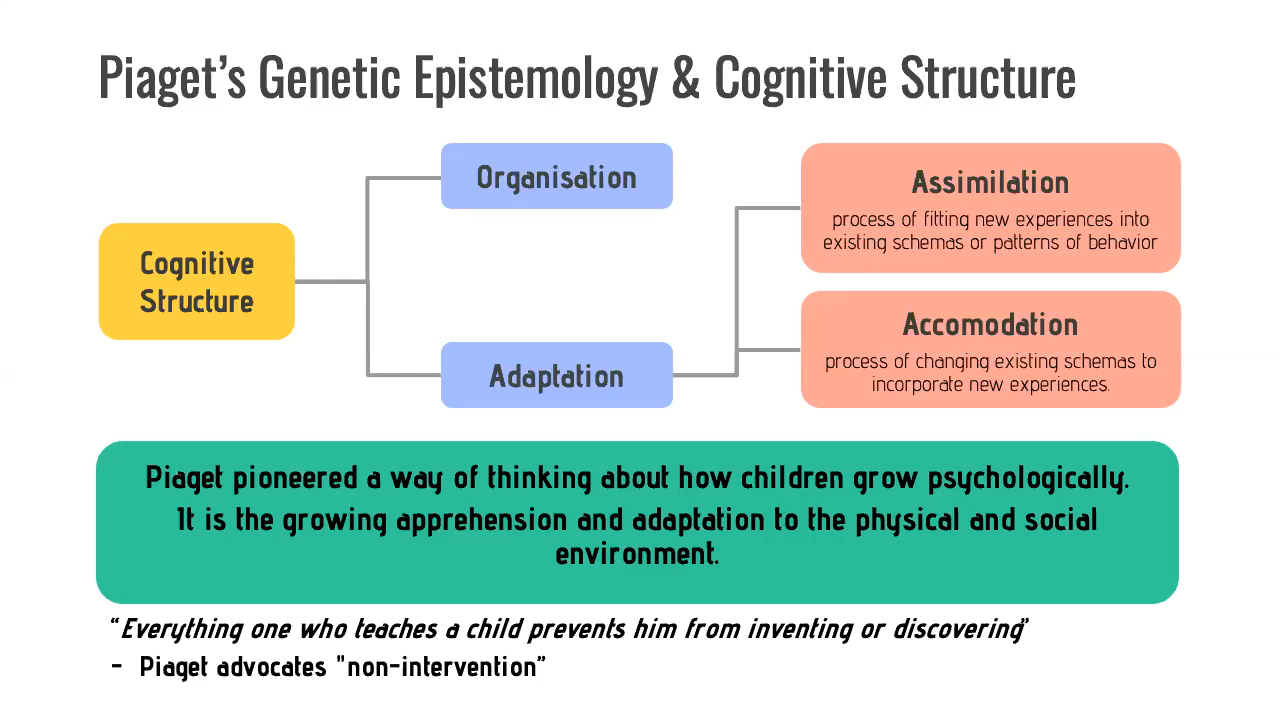 Piaget's Genetic Epistemology & Cognitive Structure
Cognitive
Structure
Organisation
Adaptation
Assimilation
process of fitting new experiences into
existing schemas or patterns of behavior
Accomodation
process of changing existing schemas to
incorporate new experiences.
Piaget pioneered a way of thinking about how children grow psychologically.
It is the growing apprehension and adaptation to the physical and social
environment.
“Everything one who teaches a child prevents him from inventing or discovering”
- Piaget advocates "non-intervention”